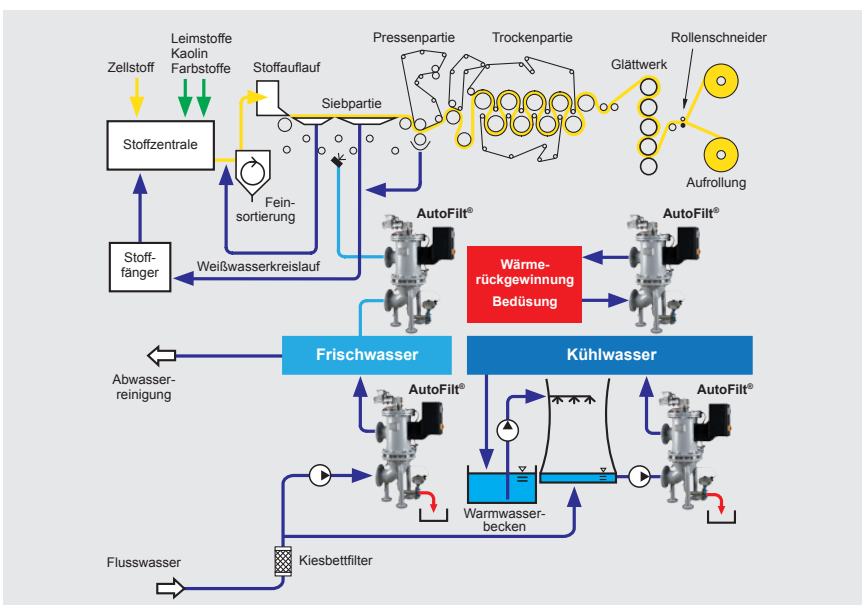 Pressenpartie
Trockenpartie
Rollenschneider
Leimstoffe
Kaolin
Farbstoffe
Zellstoff
Stoffauflauf
Glättwerk
Siebpartie
Stoffzentrale
Aufrollung
Fein-
sortierung
AutoFilt®
AutoFilt®
Stoff-
fänger
Weißwasserkreislauf
Wärme-
rückgewinnung
Bedüsung
Frischwasser
Kühlwasser
Abwasser-
reinigung
AutoFilt®
AutoFilt®
Warmwasser-
becken
Flusswasser
Kiesbettfilter